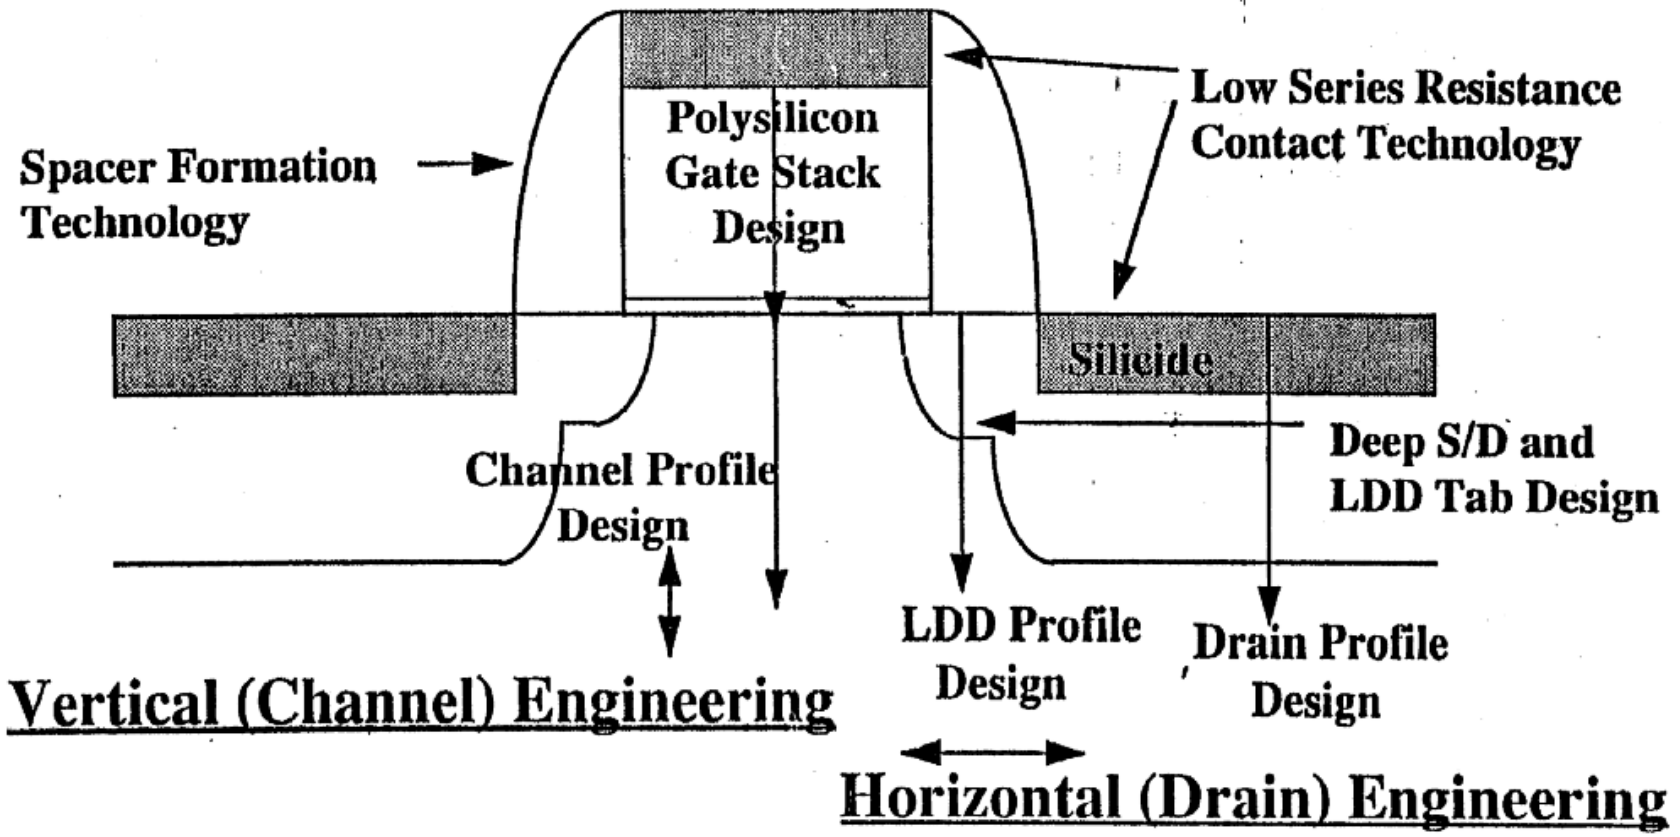 Polysilicon
Gate Stack
Design
Low Series Resistance
Contact Technology
Spacer Formation
Technology
Silicide
Channel Profile
Design
Deep S/D and
LDD Tab Design
LDD Profile
Design
Drain Profile
Design
Vertical (Channel) Engineering
Horizontal (Drain) Engineering